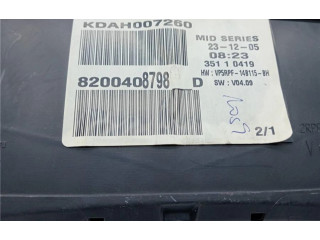 KDAH007260
MID SERIES
23-12-05
08:23
351 1 0419
HW : VP5RPF-14B115-BH
SW : V04.09
8200408798 D
2/1